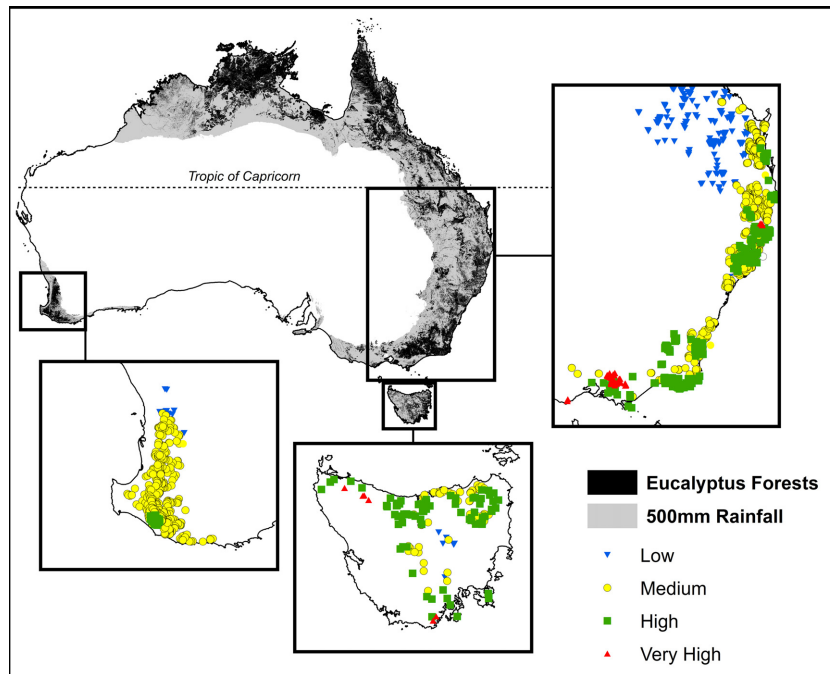 Tropic of Capricorn
Eucalyptus Forests
500mm Rainfall
Low
Medium
High
Very High